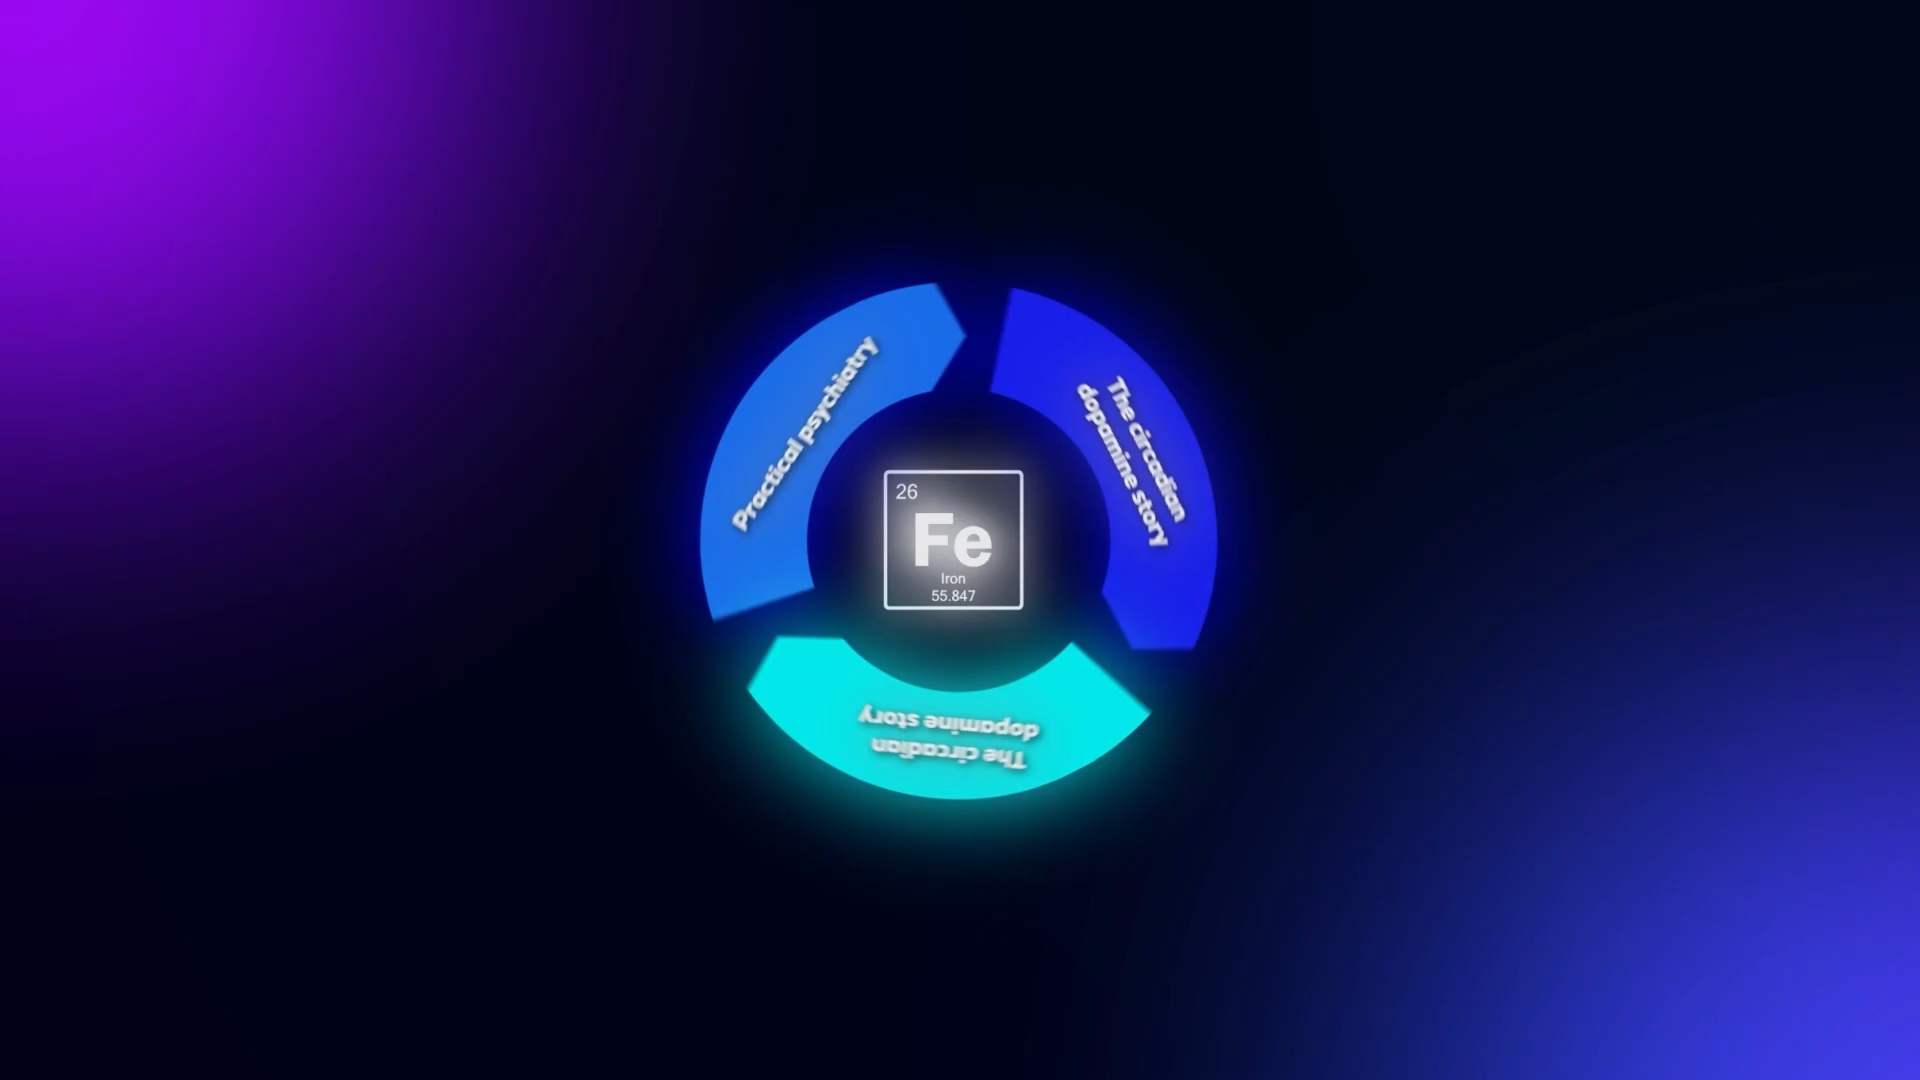 Practical psychiatry
The circadian
dopamine story
26
Fe
Iron
55.847
The circadian
dopamine story